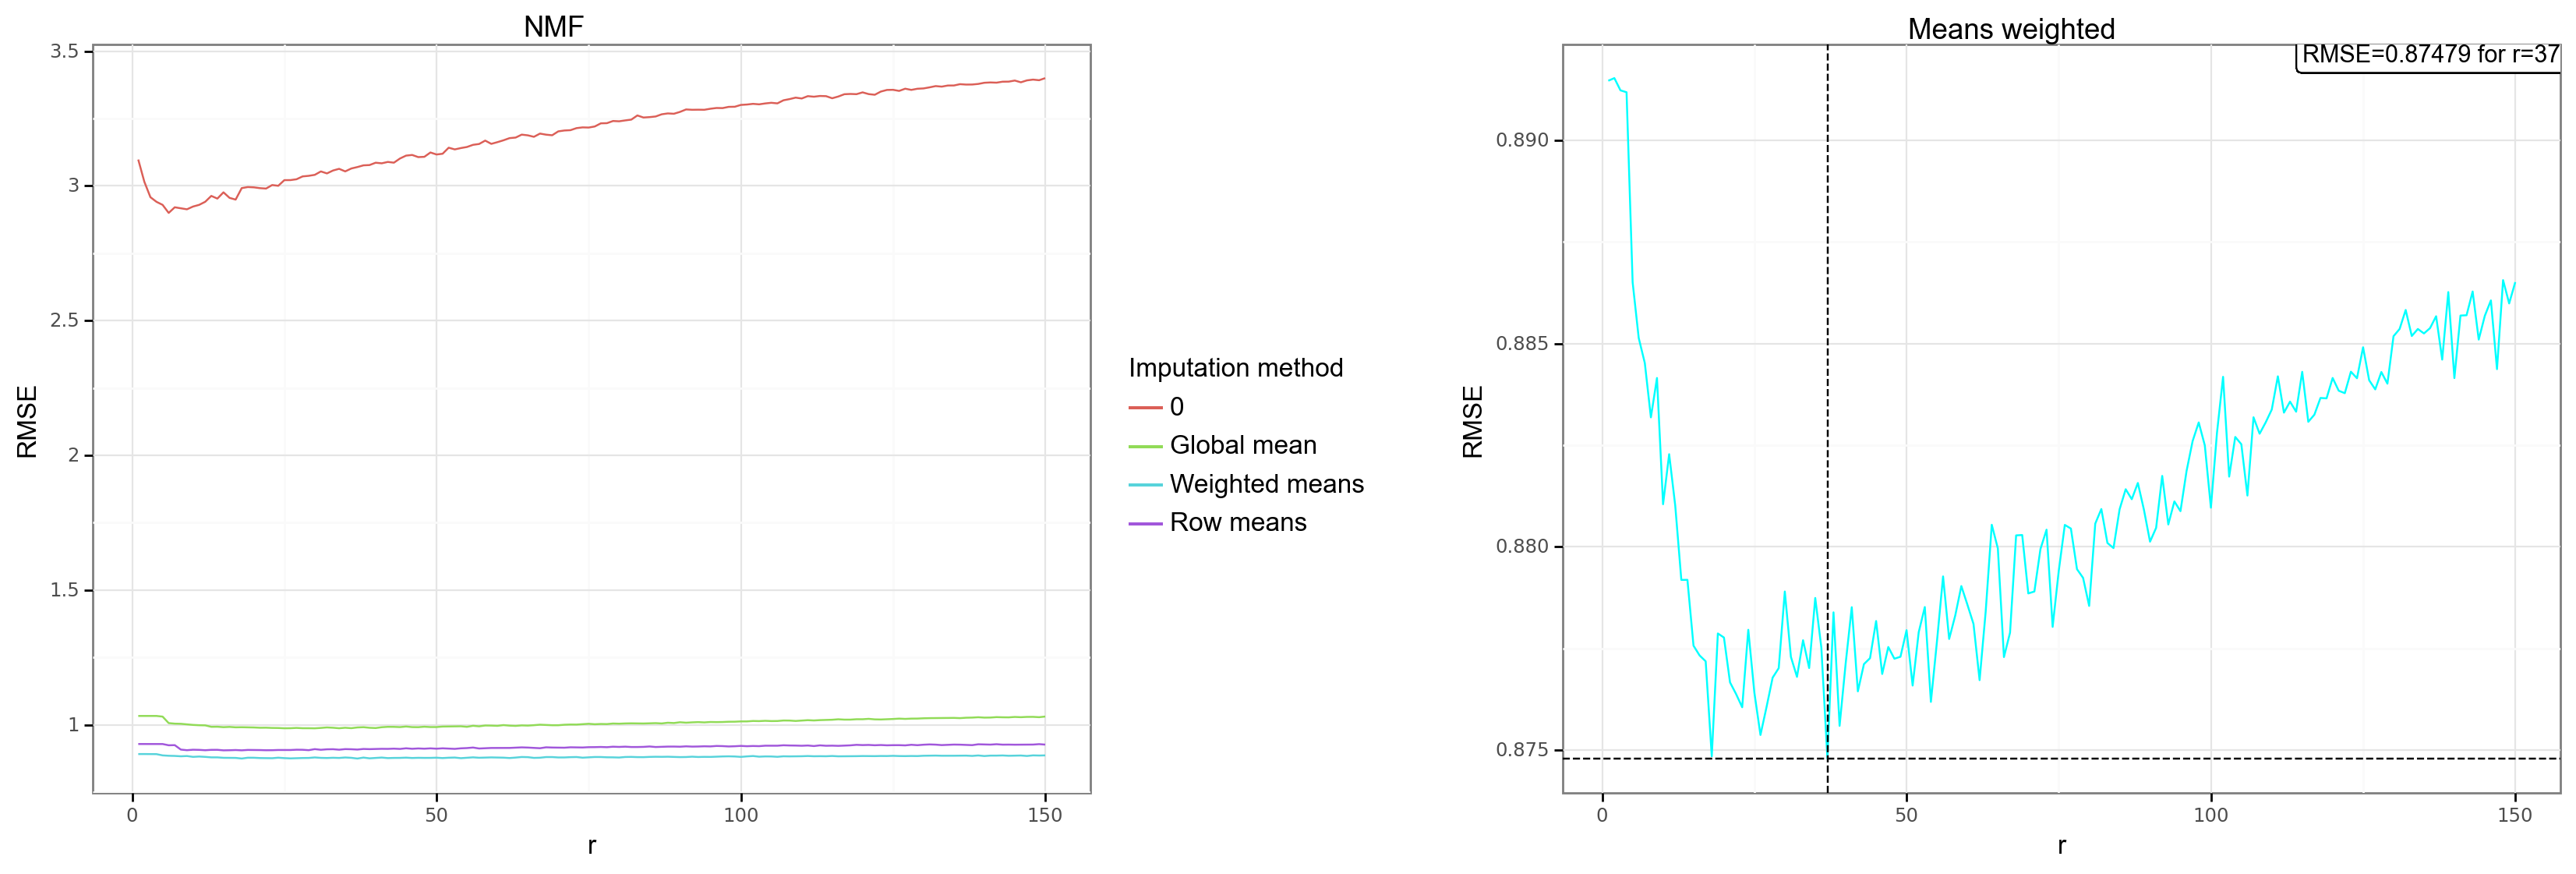 NMF
3.5
3
2.5
2
1.5
1
0
50
100
150
r
RMSE
Imputation method
0
Global mean
Weighted means
Row means
Means weighted
RMSE=0.87479 for r=37
0.890
0.885
0.880
0.875
0
50
100
150
r
RMSE